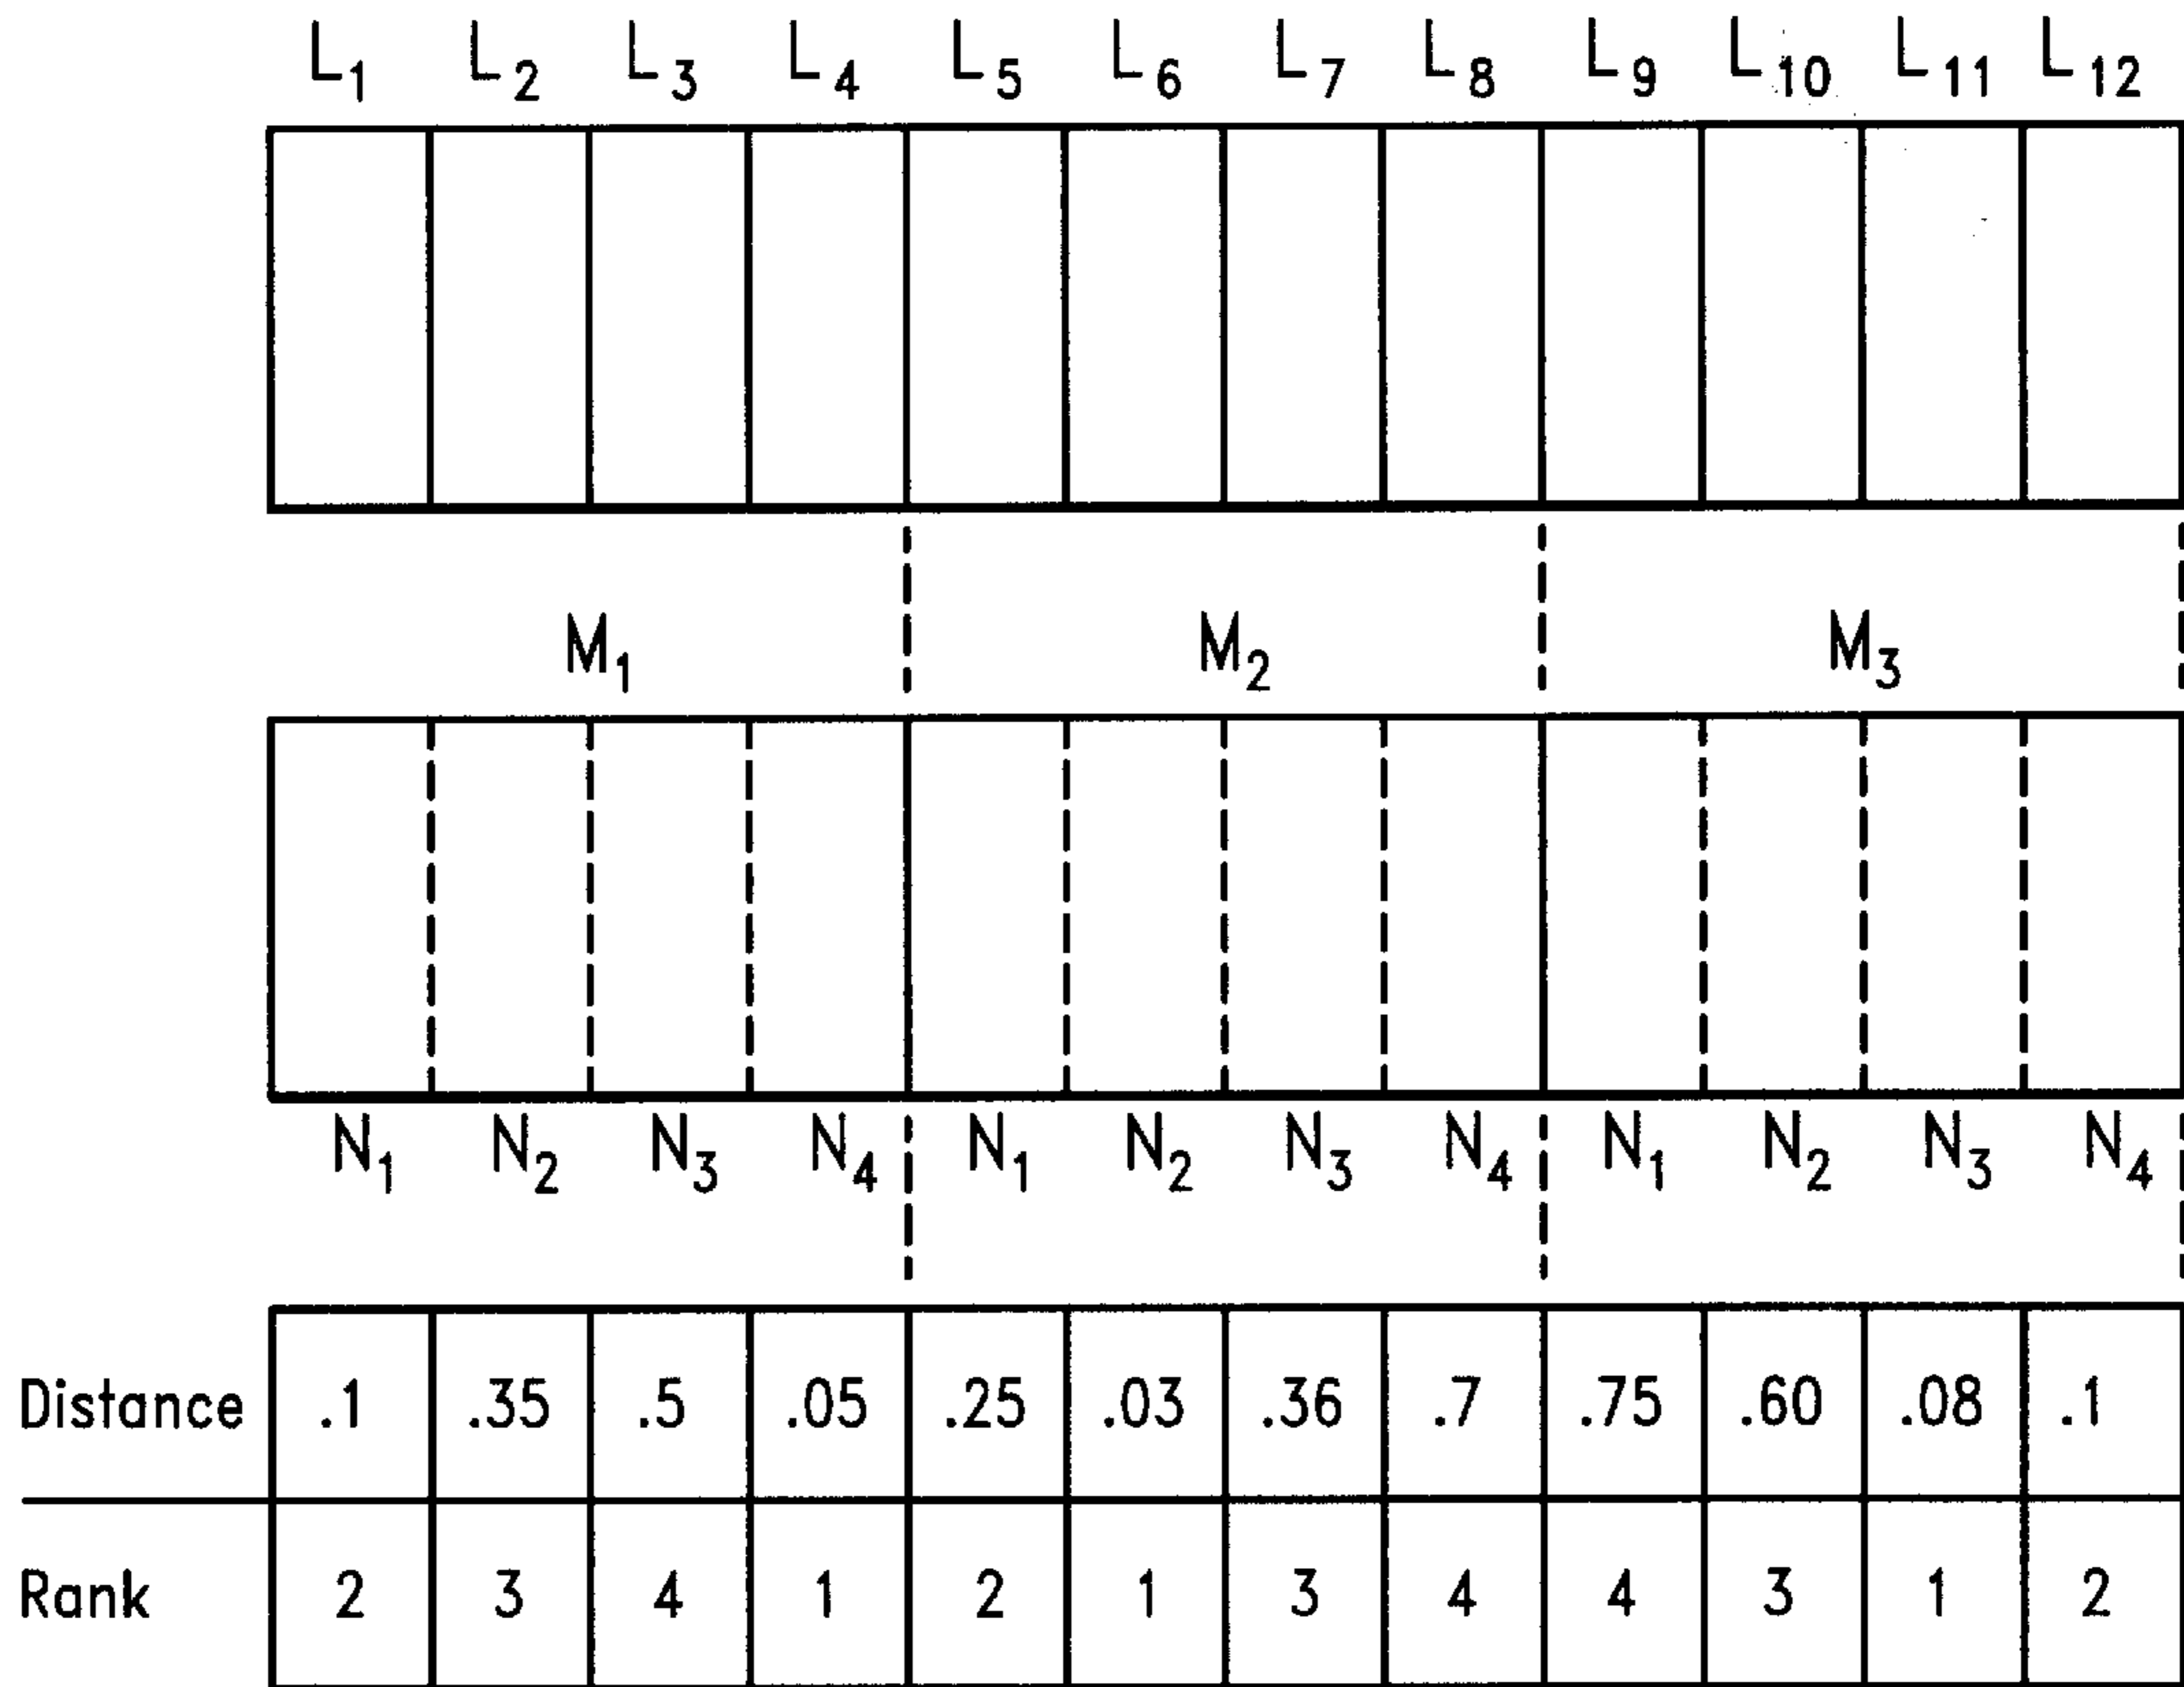 L1 L2 L3 L4 L5 L6 L7 L8 L9 L10 L11 L12
M1 M2 M3
N1 N2 N3 N4 N1 N2 N3 N4 N1 N2 N3 N4
Distance .1 .35 .5 .05 .25 .03 .36 .7 .75 .60 .08 .1
Rank 2 3 4 1 2 1 3 4 4 3 1 2